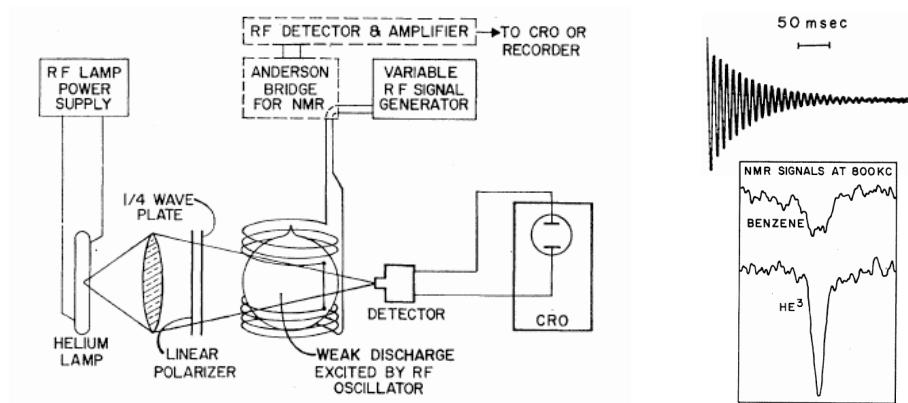 RF DETECTOR & AMPLIFIER
TO CRO OR
RECORDER
RF LAMP
POWER
SUPPLY
ANDERSON
BRIDGE
FOR NMR
VARIABLE
RF SIGNAL
GENERATOR
1/4 WAVE
PLATE
HELIUM
LAMP
LINEAR
POLARIZER
WEAK DISCHARGE
EXCITED BY RF
OSCILLATOR
DETECTOR
CRO
50 msec
NMR SIGNALS AT 800KC
BENZENE
HE³